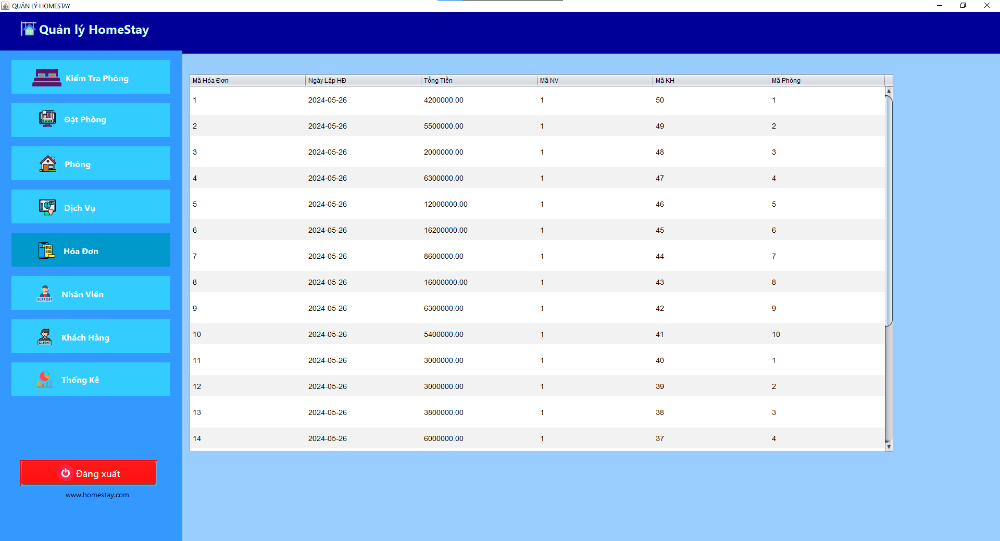 QUẢN LÝ HOMESTAY
Quản lý HomeStay
Kiểm Tra Phòng
Đặt Phòng
Phòng
Dịch Vụ
Hóa Đơn
Nhân Viên
Khách Hàng
Thống Kê
Đăng xuất
www.homestay.com
Mã Hóa Đơn Ngày Lập HĐ Tổng Tiền Mã NV Mã KH Mã Phòng
1 2024-05-26 4200000.00 1 50 1
2 2024-05-26 5500000.00 1 49 2
3 2024-05-26 2000000.00 1 48 3
4 2024-05-26 6300000.00 1 47 4
5 2024-05-26 12000000.00 1 46 5
6 2024-05-26 16200000.00 1 45 6
7 2024-05-26 8600000.00 1 44 7
8 2024-05-26 16000000.00 1 43 8
9 2024-05-26 6300000.00 1 42 9
10 2024-05-26 5400000.00 1 41 10
11 2024-05-26 3000000.00 1 40 1
12 2024-05-26 3000000.00 1 39 2
13 2024-05-26 3800000.00 1 38 3
14 2024-05-26 6000000.00 1 37 4
BOOK
BILL
SUPPORT
CLIENT